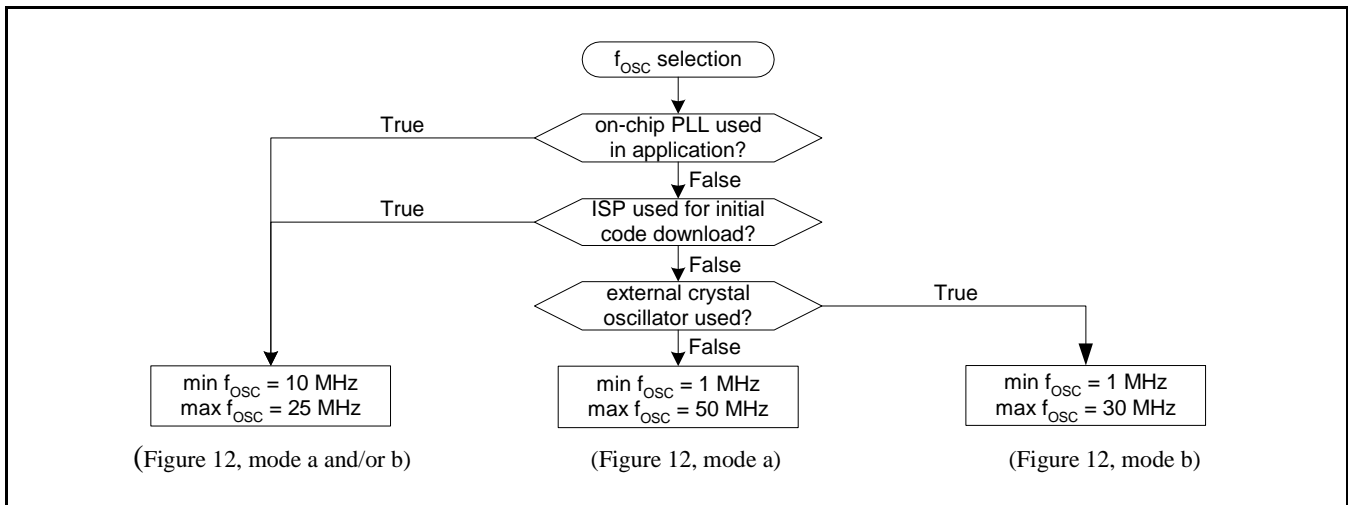 fOSC selection
True
on-chip PLL used
in application?
False
True
ISP used for initial
code download?
False
external crystal
oscillator used?
True
False
min fOSC = 10 MHz
max fOSC = 25 MHz
min fOSC = 1 MHz
max fOSC = 50 MHz
min fOSC = 1 MHz
max fOSC = 30 MHz
(Figure 12, mode a and/or b)
(Figure 12, mode a)
(Figure 12, mode b)